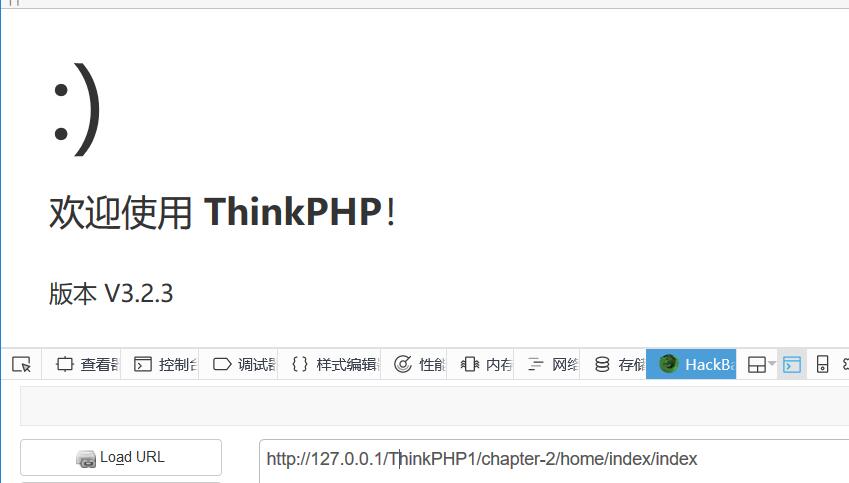 :)
欢迎使用 ThinkPHP！
版本 V3.2.3
查看器 控制台 调试器 {} 样式编辑 性能 内存 网络 存储 HackBa
Load URL
http://127.0.0.1/ThinkPHP1/chapter-2/home/index/index